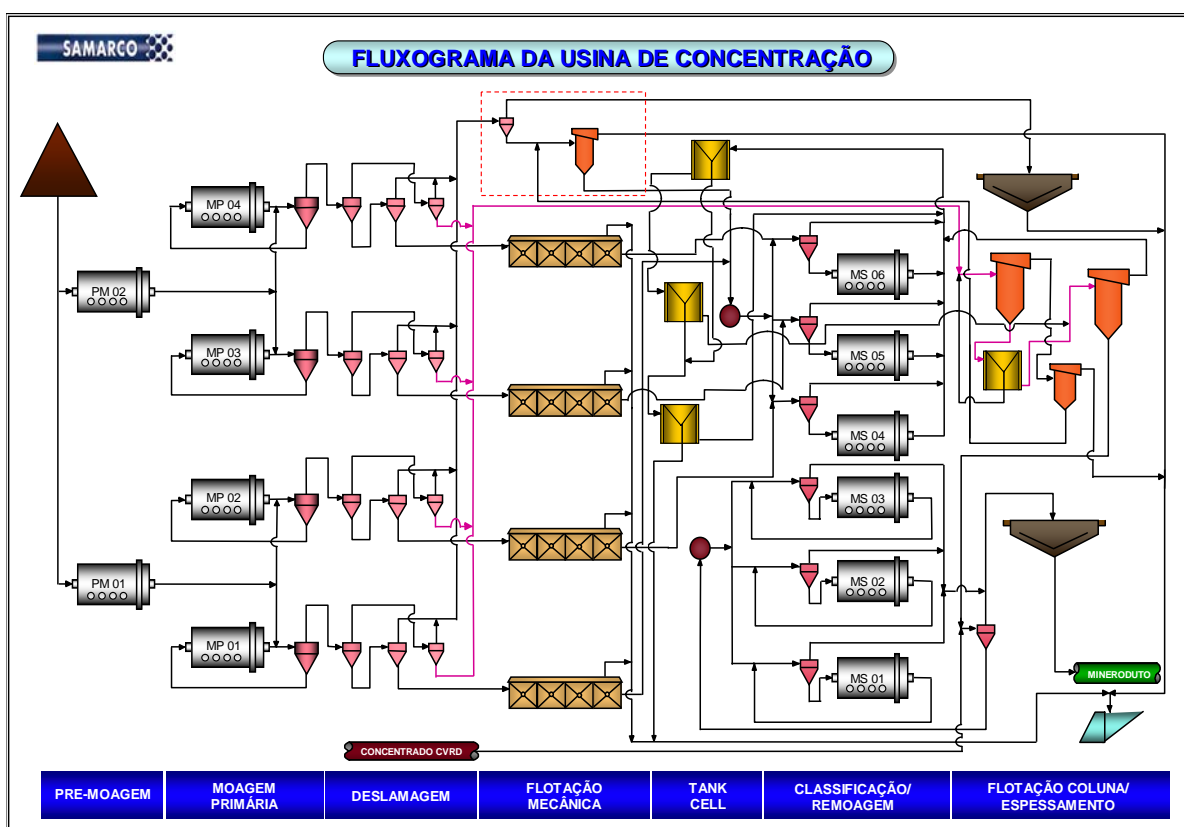 SAMARCO
FLUXOGRAMA DA USINA DE CONCENTRAÇÃO
MP 04
PM 02
MP 03
MP 02
PM 01
MP 01
MS 06
MS 05
MS 04
MS 03
MS 02
MS 01
MINERODUTO
CONCENTRADO CVRD
PRE-MOAGEM
MOAGEM
PRIMÁRIA
DESLAMAGEM
FLOTAÇÃO
MECÂNICA
TANK
CELL
CLASSIFICAÇÃO/
REMOAGEM
FLOTAÇÃO COLUNA/
ESPESSAMENTO